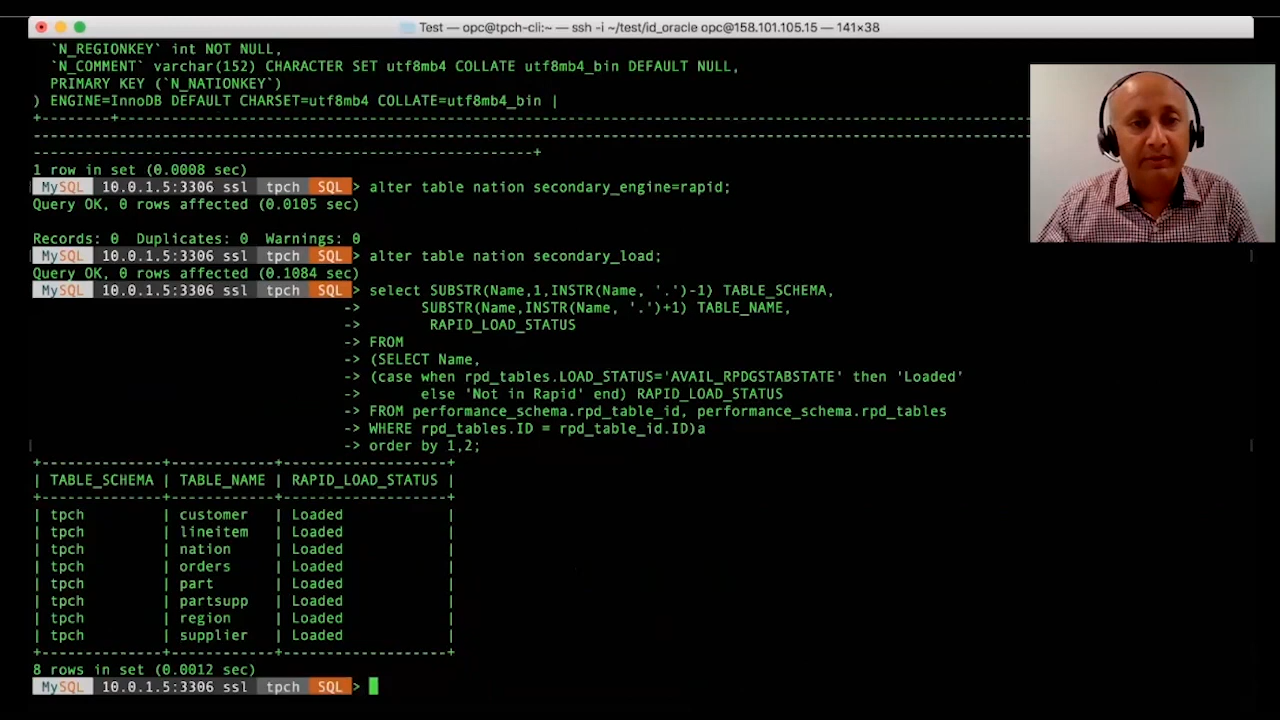 Test — opc@tpch-cli:~ — ssh -i ~/test/id_oracle opc@158.101.105.15 — 141×38
`N_REGIONKEY` int NOT NULL,
`N_COMMENT` varchar(152) CHARACTER SET utf8mb4 COLLATE utf8mb4_bin DEFAULT NULL,
PRIMARY KEY (`N_NATIONKEY`)
) ENGINE=InnoDB DEFAULT CHARSET=utf8mb4 COLLATE=utf8mb4_bin |
1 row in set (0.0008 sec)
MySQL 10.0.1.5:3306 ssl tpch SQL > alter table nation secondary_engine=rapid;
Query OK, 0 rows affected (0.0105 sec)
Records: 0 Duplicates: 0 Warnings: 0
MySQL 10.0.1.5:3306 ssl tpch SQL > alter table nation secondary_load;
Query OK, 0 rows affected (0.1084 sec)
MySQL 10.0.1.5:3306 ssl tpch SQL > select SUBSTR(Name,1,INSTR(Name, '.')-1) TABLE_SCHEMA,
-> SUBSTR(Name,INSTR(Name, '.')+1) TABLE_NAME,
-> RAPID_LOAD_STATUS
-> FROM
-> (SELECT Name,
-> (case when rpd_tables.LOAD_STATUS='AVAIL_RPDGSTABSTATE' then 'Loaded'
-> else 'Not in Rapid' end) RAPID_LOAD_STATUS
-> FROM performance_schema.rpd_table_id, performance_schema.rpd_tables
-> WHERE rpd_tables.ID = rpd_table_id.ID)a
-> order by 1,2;
| TABLE_SCHEMA | TABLE_NAME | RAPID_LOAD_STATUS |
| tpch | customer | Loaded |
| tpch | lineitem | Loaded |
| tpch | nation | Loaded |
| tpch | orders | Loaded |
| tpch | part | Loaded |
| tpch | partsupp | Loaded |
| tpch | region | Loaded |
| tpch | supplier | Loaded |
8 rows in set (0.0012 sec)
MySQL 10.0.1.5:3306 ssl tpch SQL >